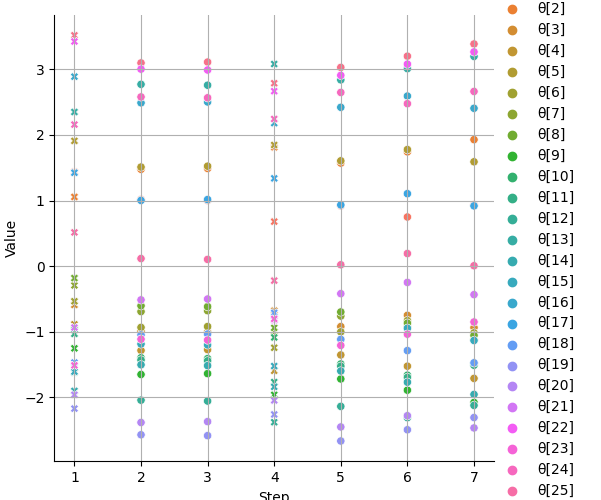 Value
3
2
1
0
−1
−2
1
2
3
4
5
6
7
Step
θ[2]
θ[3]
θ[4]
θ[5]
θ[6]
θ[7]
θ[8]
θ[9]
θ[10]
θ[11]
θ[12]
θ[13]
θ[14]
θ[15]
θ[16]
θ[17]
θ[18]
θ[19]
θ[20]
θ[21]
θ[22]
θ[23]
θ[24]
θ[25]